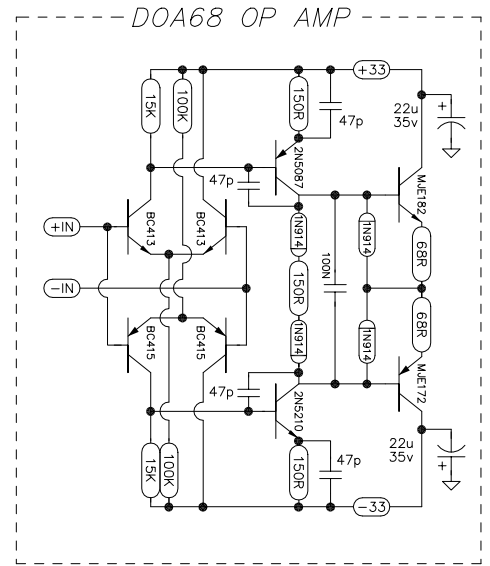 DOA68 OP AMP
+33
15K
100K
150R
47p
22u
35v
+
2N5087
47p
MJE182
+IN
BC413
BC413
1N914
1N914
68R
150R
100N
-IN
BC415
BC415
1N914
1N914
68R
MJE172
47p
2N5210
22u
35v
+
15K
100K
150R
47p
-33